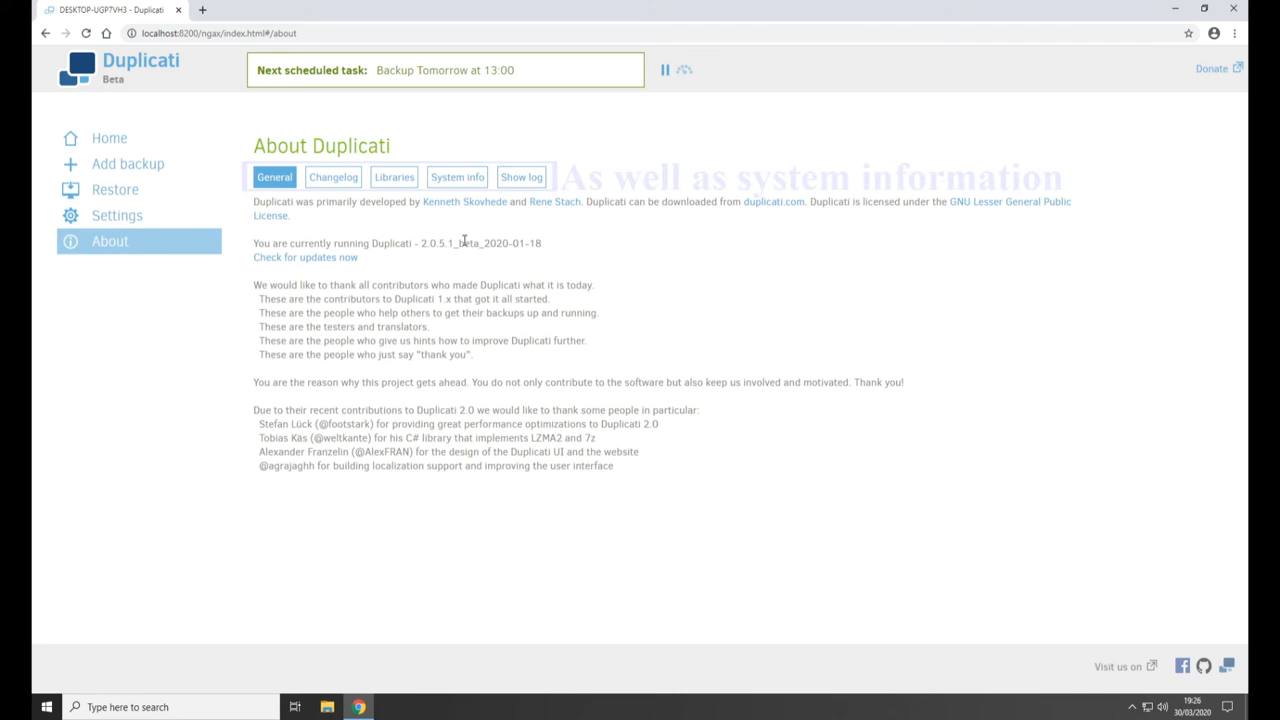 DESKTOP-UGP7VH3 - Duplicati
localhost:8200/ngax/index.html#/about
Duplicati
Beta
Next scheduled task: Backup Tomorrow at 13:00
Donate
Home
Add backup
Restore
Settings
About
About Duplicati
General Changelog Libraries System info Show log
As well as system information
Duplicati was primarily developed by Kenneth Skovhede and Rene Stach. Duplicati can be downloaded from duplicati.com. Duplicati is licensed under the GNU Lesser General Public
License.
You are currently running Duplicati - 2.0.5.1_beta_2020-01-18
Check for updates now
We would like to thank all contributors who made Duplicati what it is today.
These are the contributors to Duplicati 1.x that got it all started.
These are the people who help others to get their backups up and running.
These are the testers and translators.
These are the people who give us hints how to improve Duplicati further.
These are the people who just say "thank you".
You are the reason why this project gets ahead. You do not only contribute to the software but also keep us involved and motivated. Thank you!
Due to their recent contributions to Duplicati 2.0 we would like to thank some people in particular:
Stefan Lück (@footstark) for providing great performance optimizations to Duplicati 2.0
Tobias Käs (@weltkante) for his C# library that implements LZMA2 and 7z
Alexander Franzelin (@AlexFRAN) for the design of the Duplicati UI and the website
@agrajaghh for building localization support and improving the user interface
Visit us on
Type here to search
19:26
30/03/2020